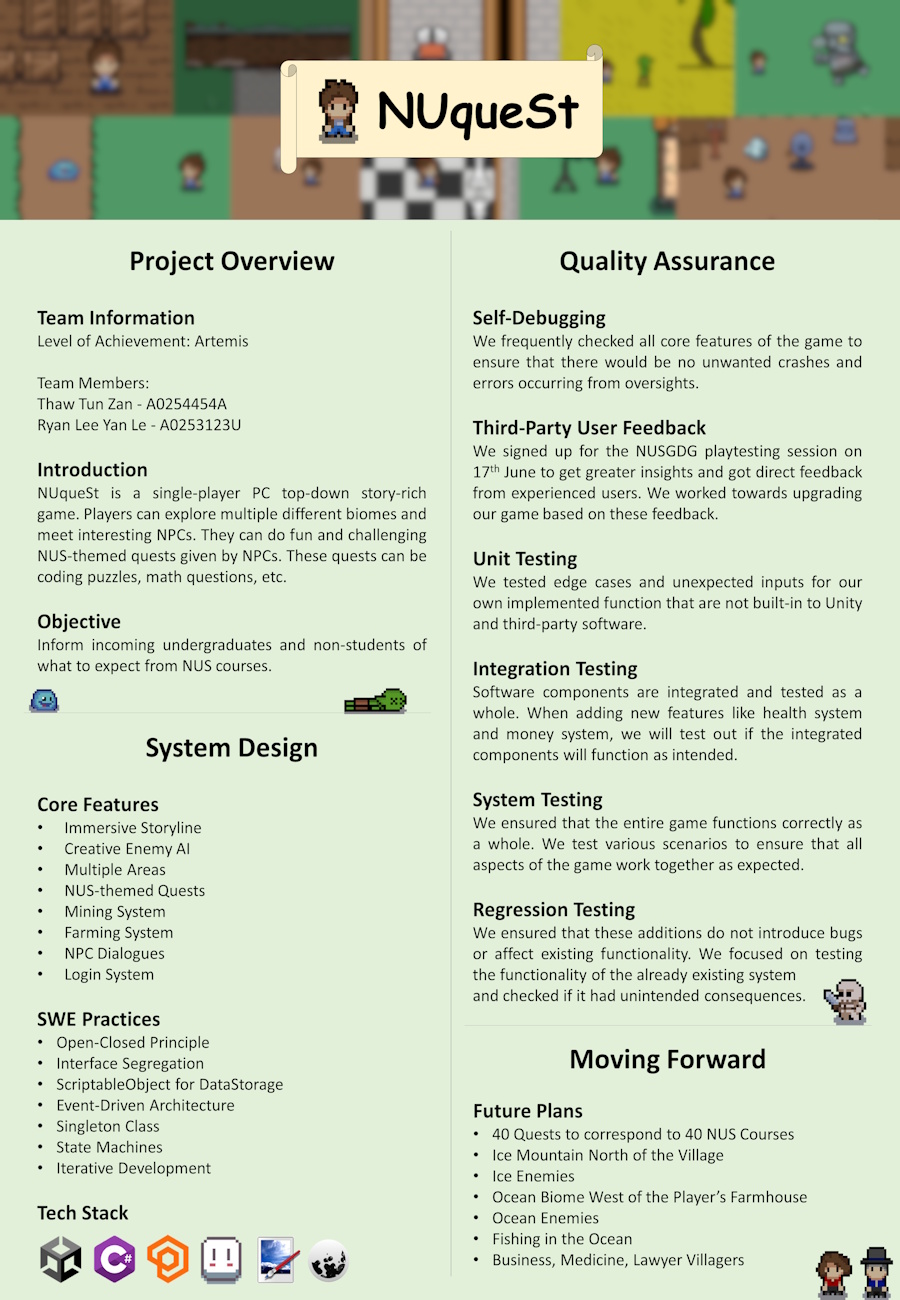 NUqueSt
Project Overview
Team Information
Level of Achievement: Artemis
Team Members:
Thaw Tun Zan - A0254454A
Ryan Lee Yan Le - A0253123U
Introduction
NUqueSt is a single-player PC top-down story-rich
game. Players can explore multiple different biomes and
meet interesting NPCs. They can do fun and challenging
NUS-themed quests given by NPCs. These quests can be
coding puzzles, math questions, etc.
Objective
Inform incoming undergraduates and non-students of
what to expect from NUS courses.
System Design
Core Features
• Immersive Storyline
• Creative Enemy AI
• Multiple Areas
• NUS-themed Quests
• Mining System
• Farming System
• NPC Dialogues
• Login System
SWE Practices
• Open-Closed Principle
• Interface Segregation
• ScriptableObject for DataStorage
• Event-Driven Architecture
• Singleton Class
• State Machines
• Iterative Development
Tech Stack
C#
Quality Assurance
Self-Debugging
We frequently checked all core features of the game to
ensure that there would be no unwanted crashes and
errors occurring from oversights.
Third-Party User Feedback
We signed up for the NUSGDG playtesting session on
17th June to get greater insights and got direct feedback
from experienced users. We worked towards upgrading
our game based on these feedback.
Unit Testing
We tested edge cases and unexpected inputs for our
own implemented function that are not built-in to Unity
and third-party software.
Integration Testing
Software components are integrated and tested as a
whole. When adding new features like health system
and money system, we will test out if the integrated
components will function as intended.
System Testing
We ensured that the entire game functions correctly as
a whole. We test various scenarios to ensure that all
aspects of the game work together as expected.
Regression Testing
We ensured that these additions do not introduce bugs
or affect existing functionality. We focused on testing
the functionality of the already existing system
and checked if it had unintended consequences.
Moving Forward
Future Plans
• 40 Quests to correspond to 40 NUS Courses
• Ice Mountain North of the Village
• Ice Enemies
• Ocean Biome West of the Player’s Farmhouse
• Ocean Enemies
• Fishing in the Ocean
• Business, Medicine, Lawyer Villagers